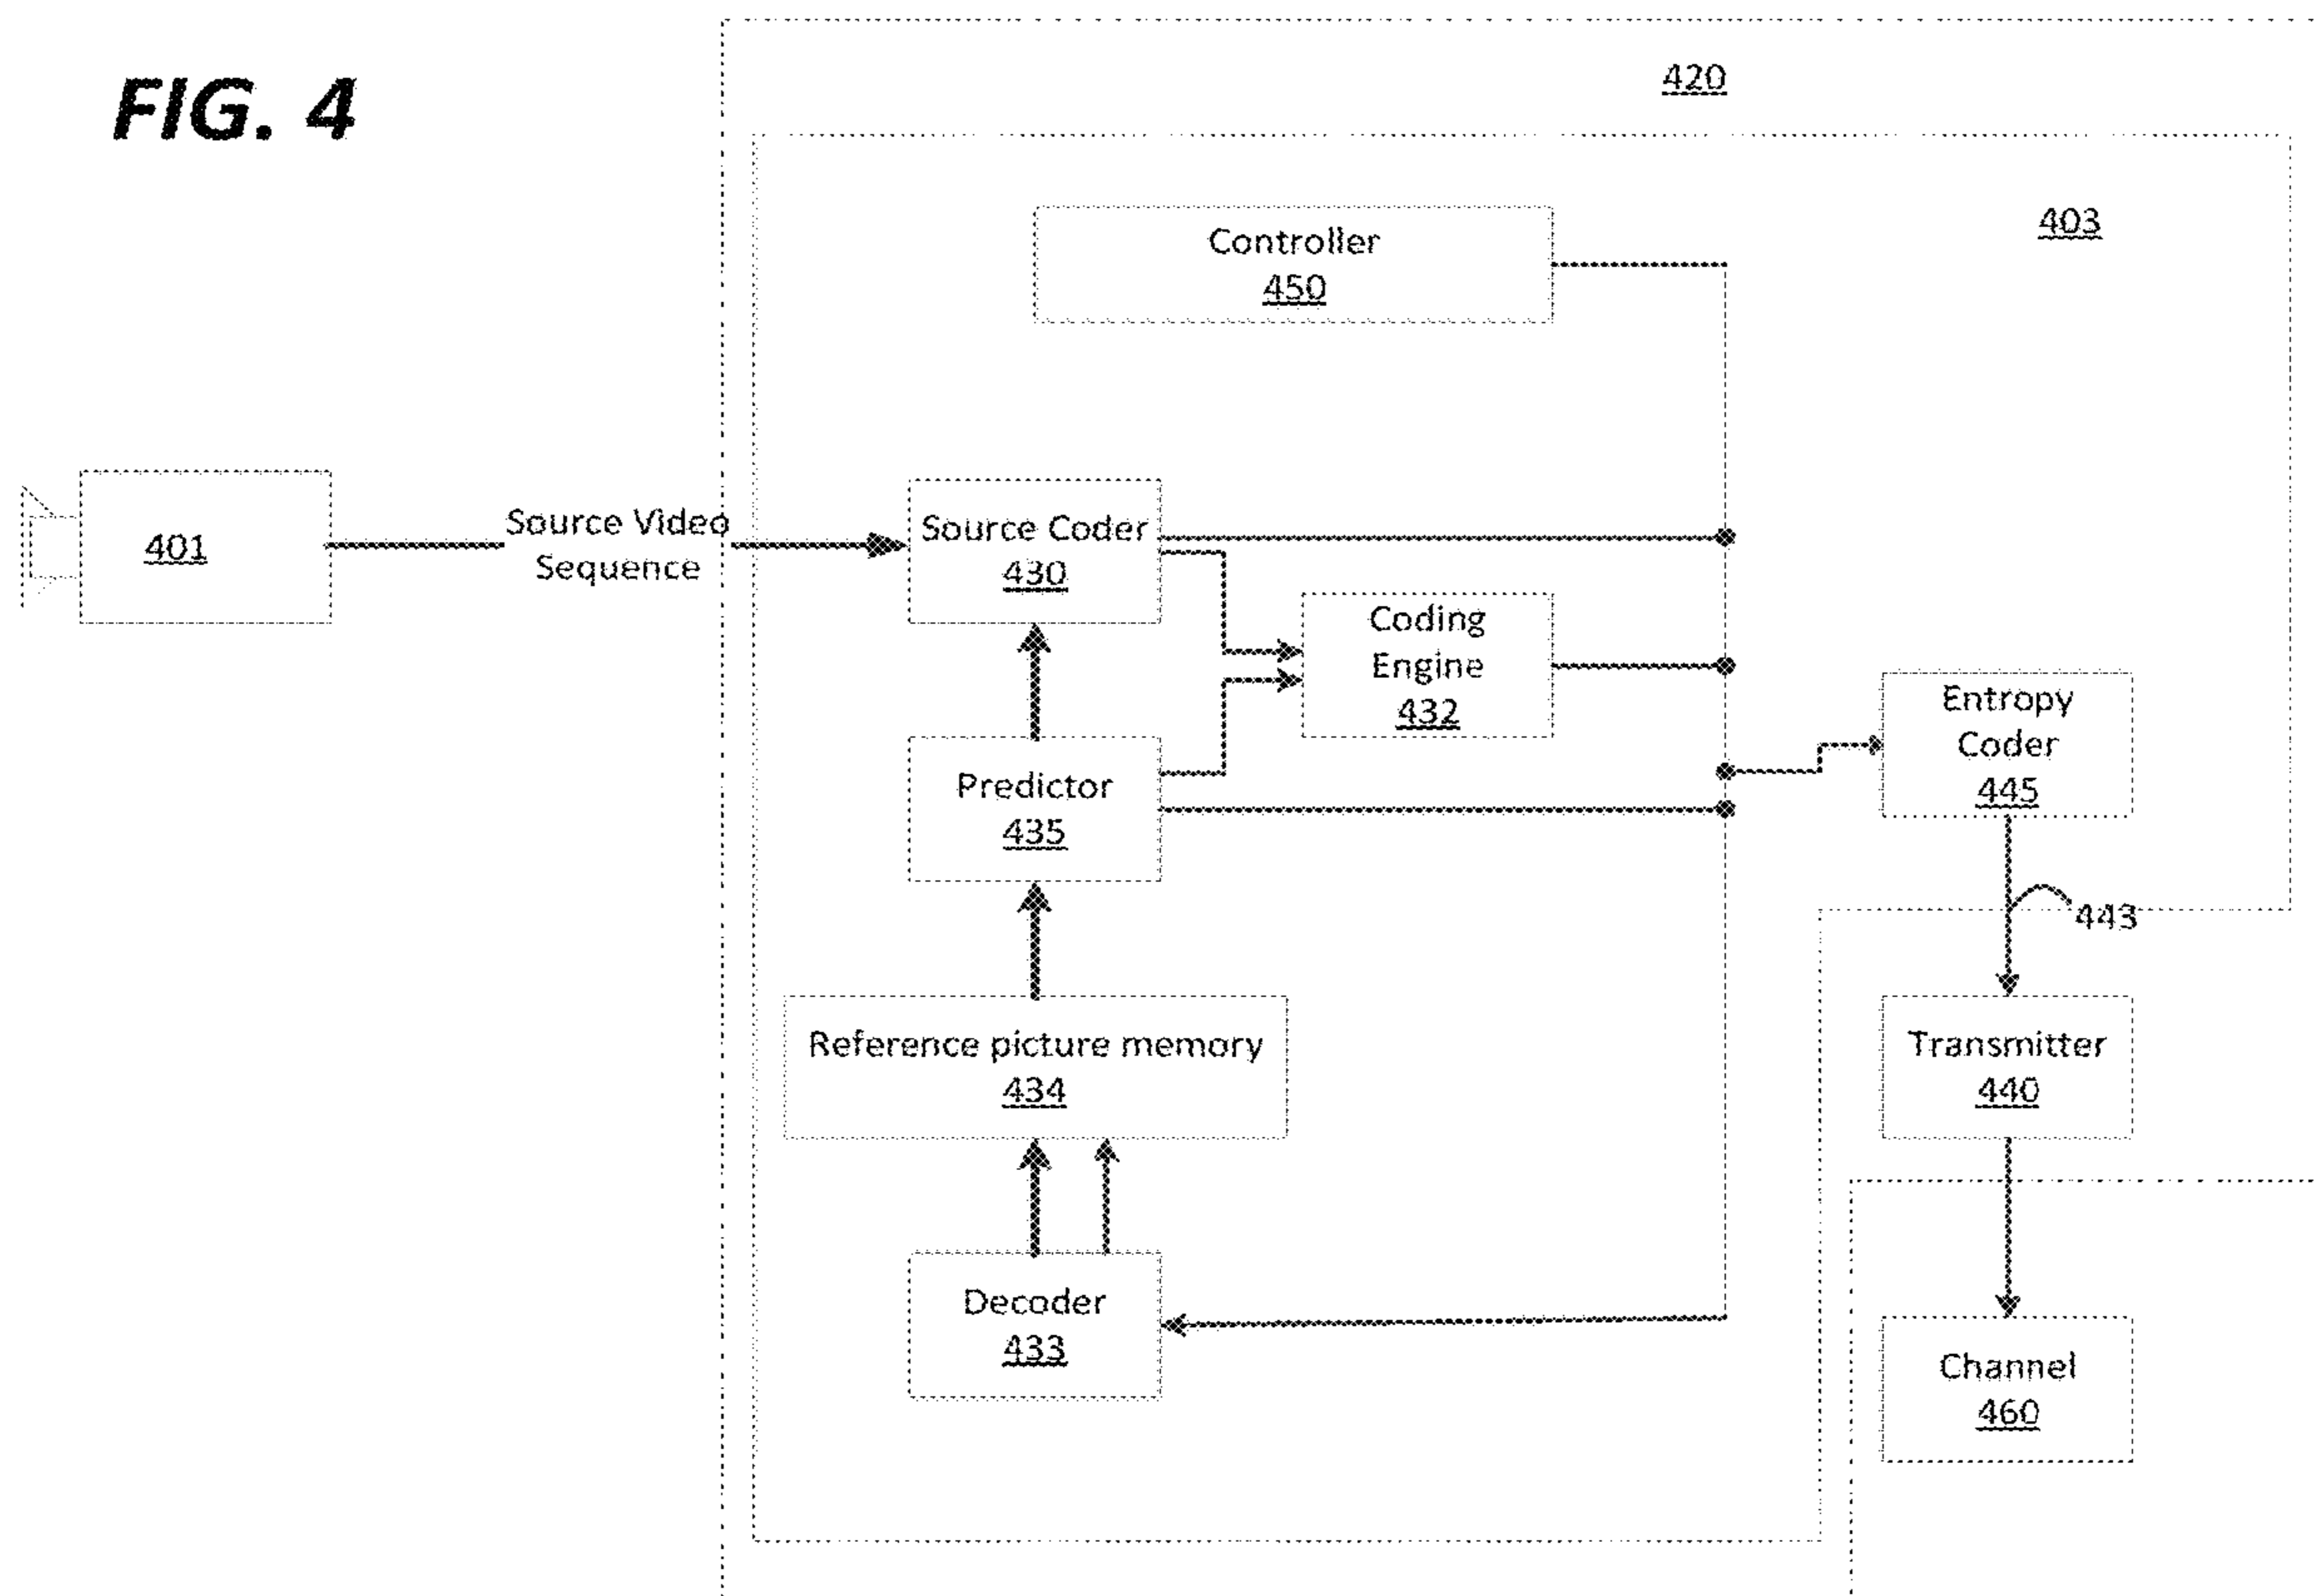 FIG. 4
420
403
Controller
450
401
Source Video
Sequence
Source Coder
430
Coding
Engine
432
Entropy
Coder
445
Predictor
435
443
Reference picture memory
434
Transmitter
440
Decoder
433
Channel
460